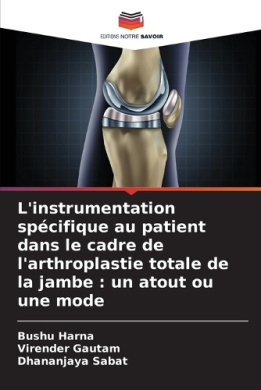 EDITIONS NOTRE SAVOIR
L'instrumentation
spécifique au patient
dans le cadre de
l'arthroplastie totale de
la jambe : un atout ou
une mode
Bushu Harna
Virender Gautam
Dhananjaya Sabat